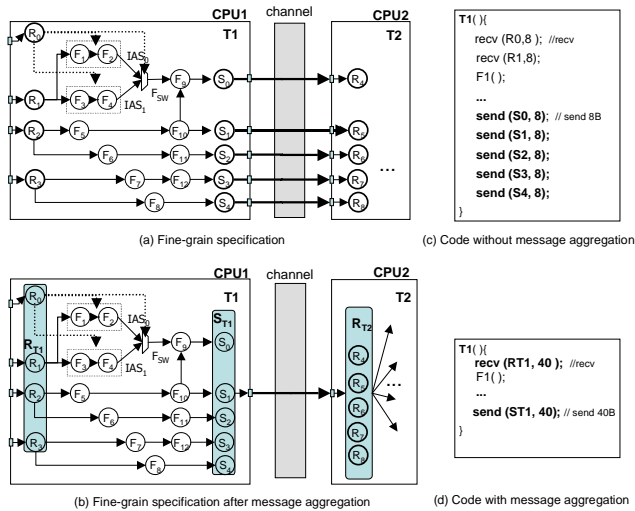 CPU1
channel
CPU2
T1
T2
R0
F1
F2
IAS0
F3
F4
IAS1
FSW
F9
S0
R4
R1
R2
F5
F10
S1
R5
F6
F11
S2
R6
...
R3
F7
F12
S3
R7
F8
S4
R8
(a) Fine-grain specification
T1( ){
recv (R0,8 ); //recv
recv (R1,8);
F1( );
...
send (S0, 8); // send 8B
send (S1, 8);
send (S2, 8);
send (S3, 8);
send (S4, 8);
}
(c) Code without message aggregation
CPU1
channel
CPU2
T1
T2
R0
RT1
F1
F2
IAS0
F3
F4
IAS1
FSW
F9
ST1
S0
RT2
R4
R1
R2
F5
F10
S1
R5
...
F6
F11
S2
R6
R3
F7
F12
S3
R7
F8
S4
R8
(b) Fine-grain specification after message aggregation
T1( ){
recv (RT1, 40 ); //recv
F1( );
...
send (ST1, 40); // send 40B
}
(d) Code with message aggregation